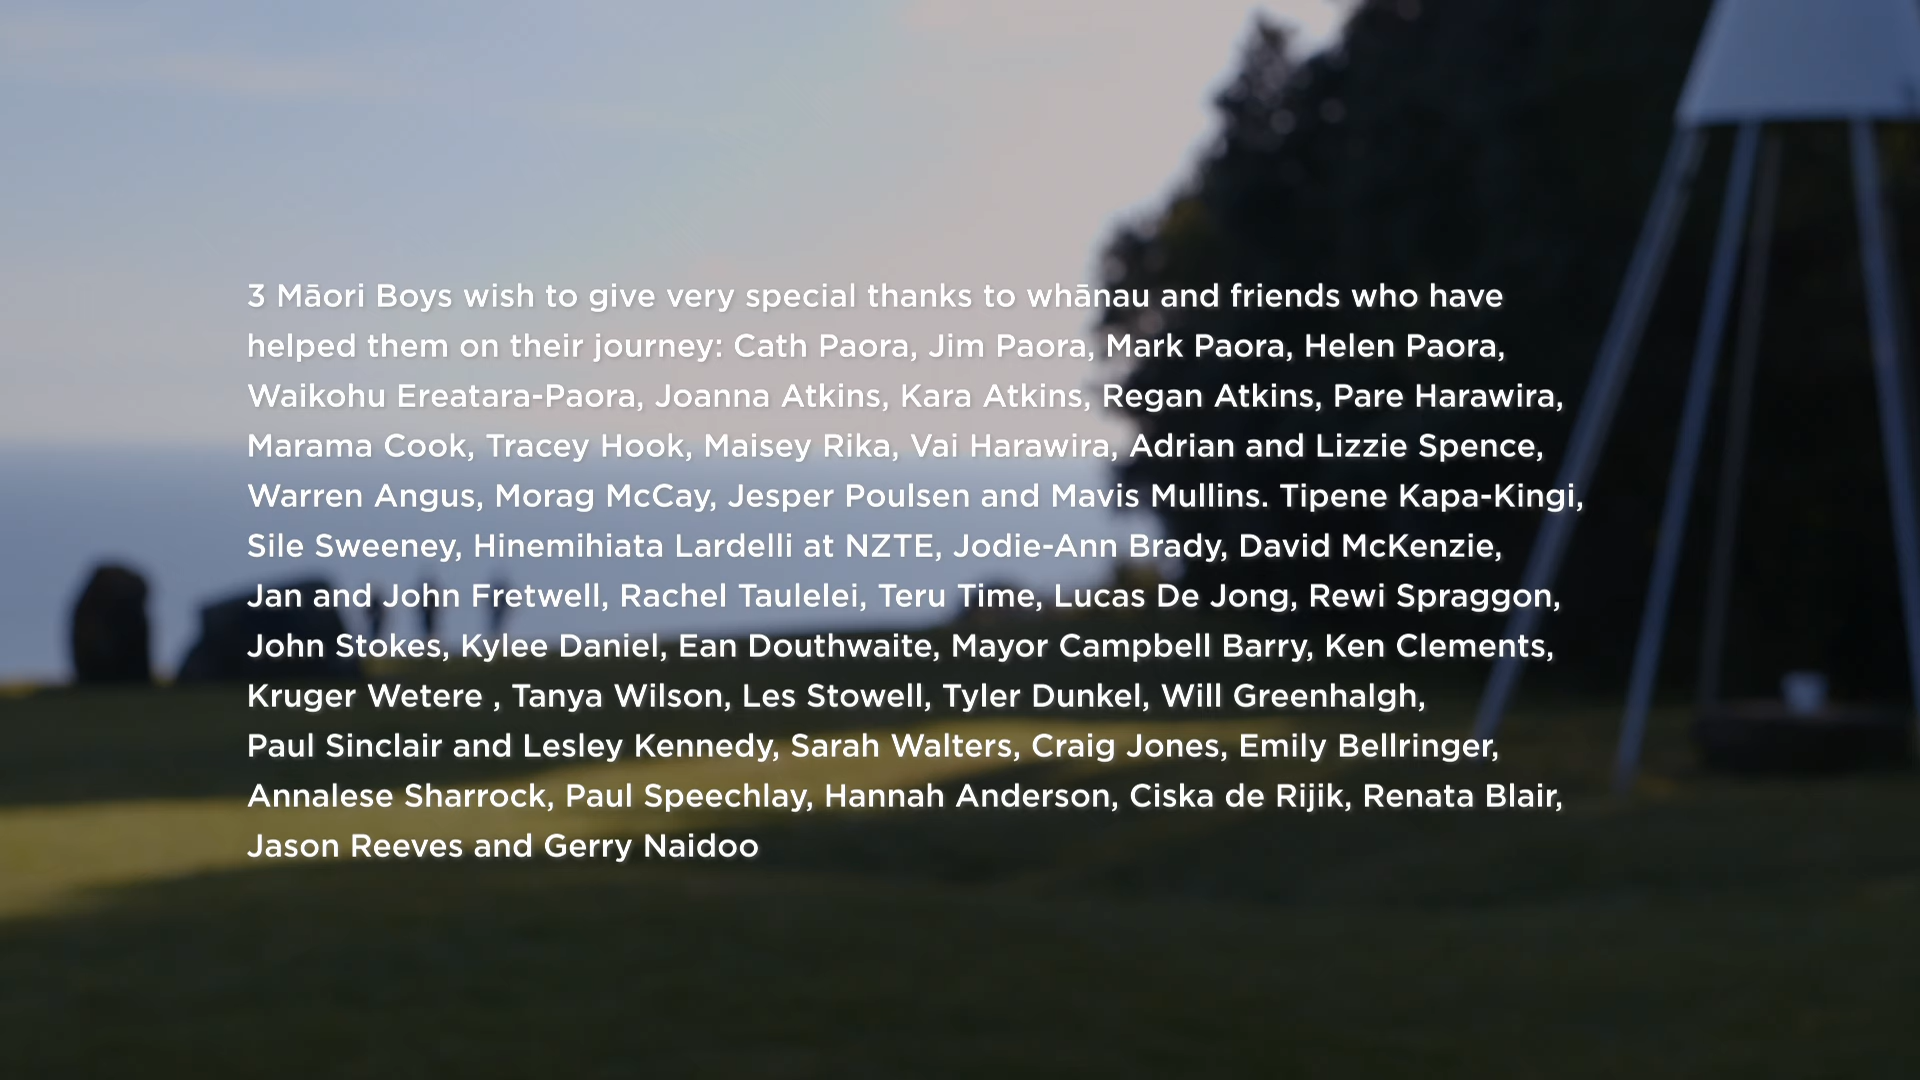 3 Māori Boys wish to give very special thanks to whānau and friends who have
helped them on their journey: Cath Paora, Jim Paora, Mark Paora, Helen Paora,
Waikohu Ereatara-Paora, Joanna Atkins, Kara Atkins, Regan Atkins, Pare Harawira,
Marama Cook, Tracey Hook, Maisey Rika, Vai Harawira, Adrian and Lizzie Spence,
Warren Angus, Morag McCay, Jesper Poulsen and Mavis Mullins. Tipene Kapa-Kingi,
Sile Sweeney, Hinemihiata Lardelli at NZTE, Jodie-Ann Brady, David McKenzie,
Jan and John Fretwell, Rachel Taulelei, Teru Time, Lucas De Jong, Rewi Spraggon,
John Stokes, Kylee Daniel, Ean Douthwaite, Mayor Campbell Barry, Ken Clements,
Kruger Wetere , Tanya Wilson, Les Stowell, Tyler Dunkel, Will Greenhalgh,
Paul Sinclair and Lesley Kennedy, Sarah Walters, Craig Jones, Emily Bellringer,
Annalese Sharrock, Paul Speechlay, Hannah Anderson, Ciska de Rijik, Renata Blair,
Jason Reeves and Gerry Naidoo